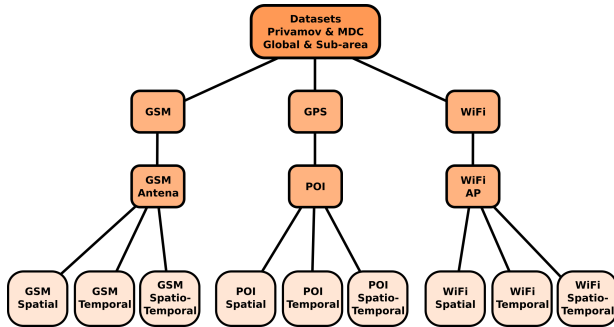 Datasets
Privamov & MDC
Global & Sub-area
GSM
GPS
WiFi
GSM
Antena
POI
WiFi
AP
GSM
Spatial
GSM
Temporal
GSM
Spatio-
Temporal
POI
Spatial
POI
Temporal
POI
Spatio-
Temporal
WiFi
Spatial
WiFi
Temporal
WiFi
Spatio-
Temporal